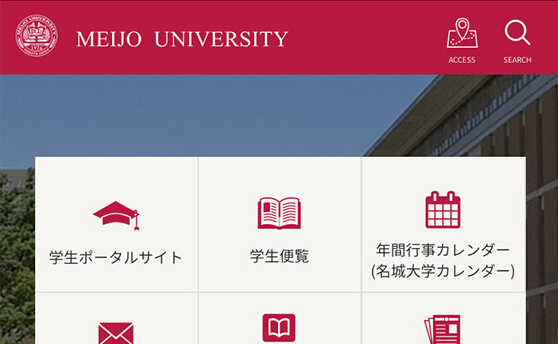 MEIJO UNIVERSITY
ACCESS
SEARCH
学生ポータルサイト
学生便覧
年間行事カレンダー
(名城大学カレンダー)